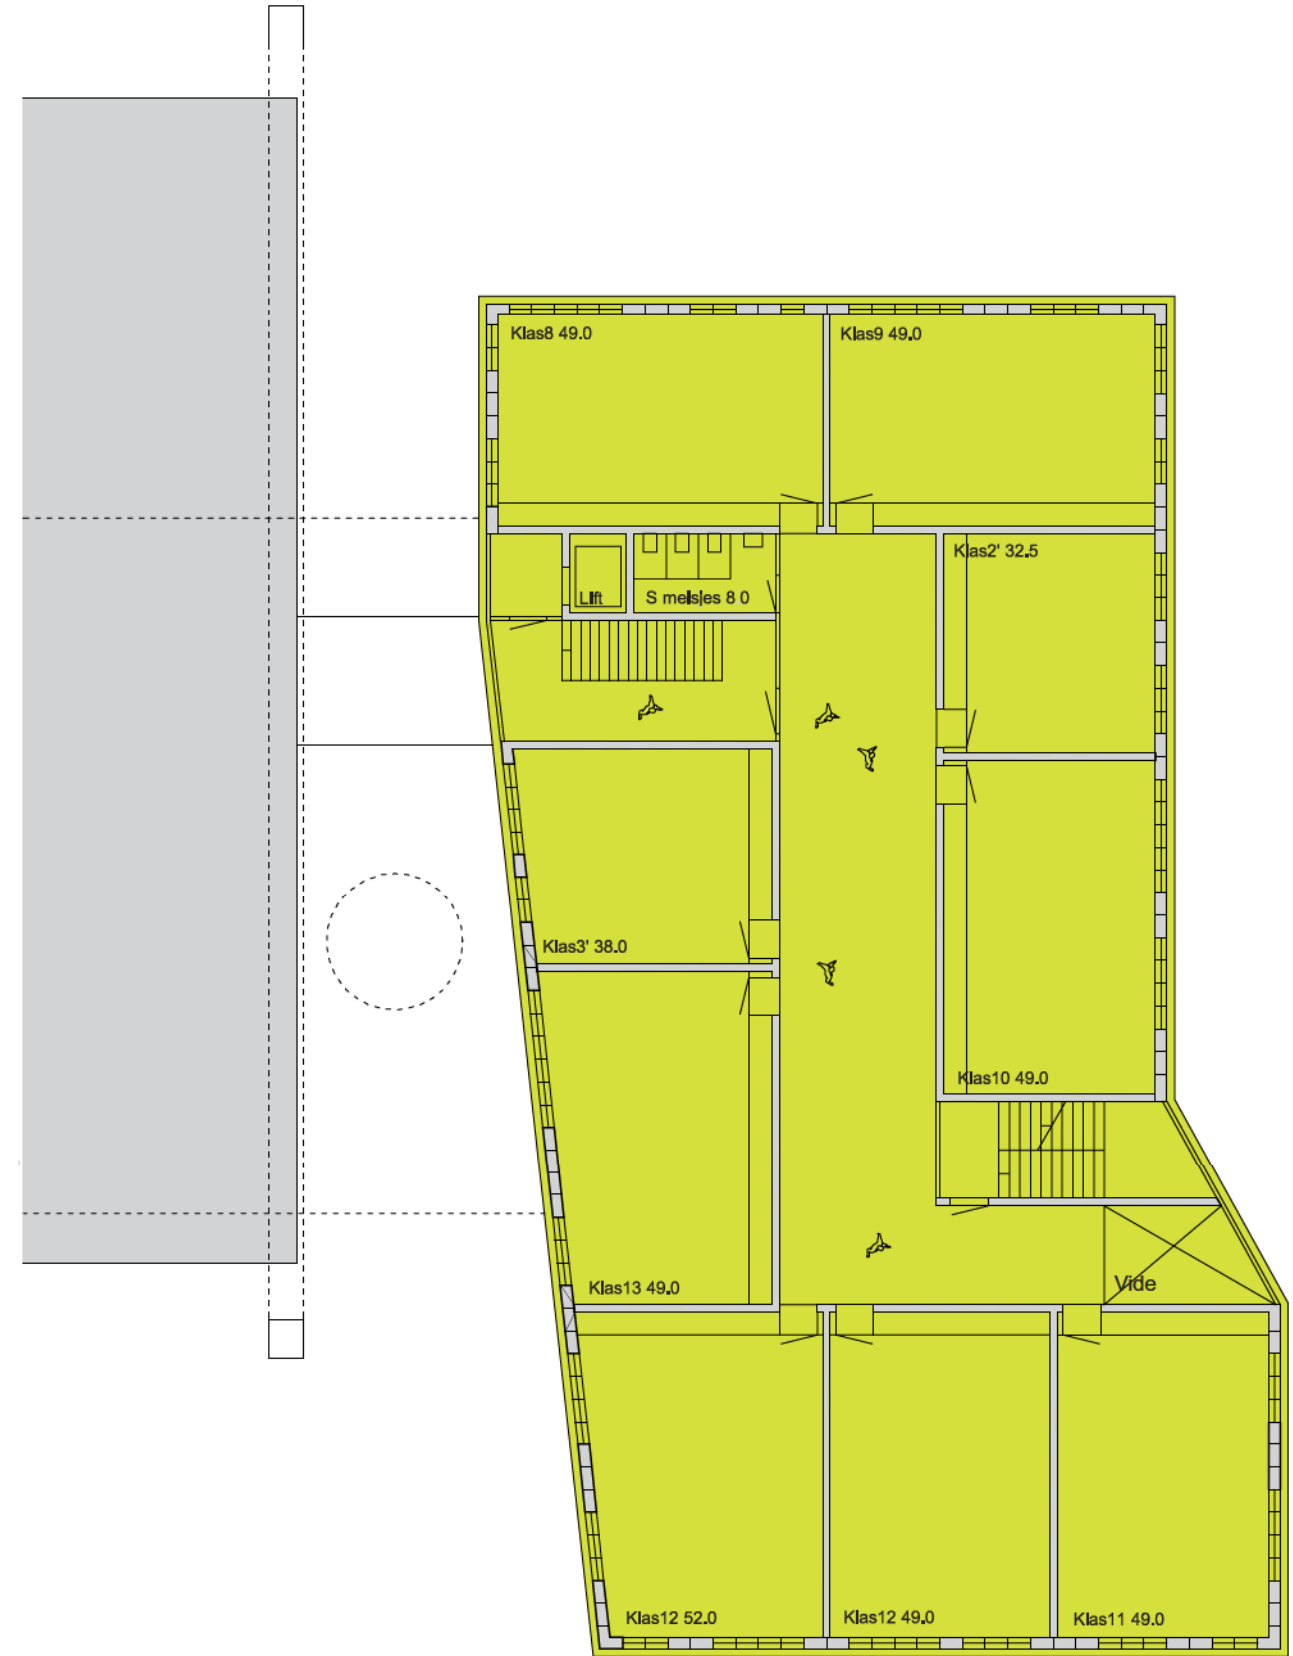 Klas8 49.0
Klas9 49.0
Klas2' 32.5
Lift
S meisjes 8 0
Klas3' 38.0
Klas10 49.0
Klas13 49.0
Vide
Klas12 52.0
Klas12 49.0
Klas11 49.0